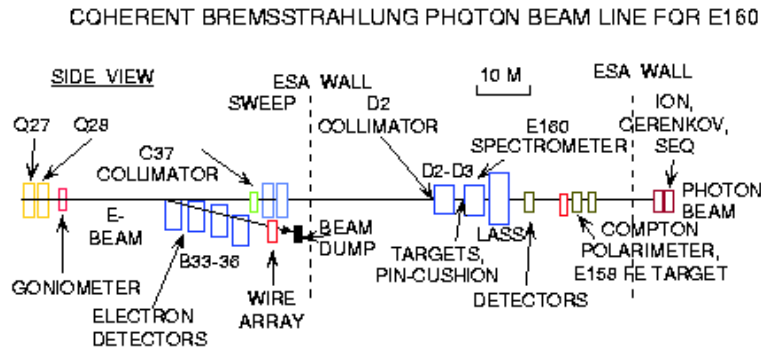 COHERENT BREMSSTRAHLUNG PHOTON BEAM LINE FOR E160
SIDE VIEW
ESA WALL
SWEEP
10 M
ESA WALL
Q27
Q28
C37
COLLIMATOR
D2
COLLIMATOR
E160
SPECTROMETER
ION,
CERENKOV,
SEQ
D2-D3
PHOTON
BEAM
E-
BEAM
B33-36
BEAM
DUMP
LASS
TARGETS,
PIN-CUSHION
COMPTON
POLARIMETER,
E159 FE TARGET
GONIOMETER
ELECTRON
DETECTORS
WIRE
ARRAY
DETECTORS